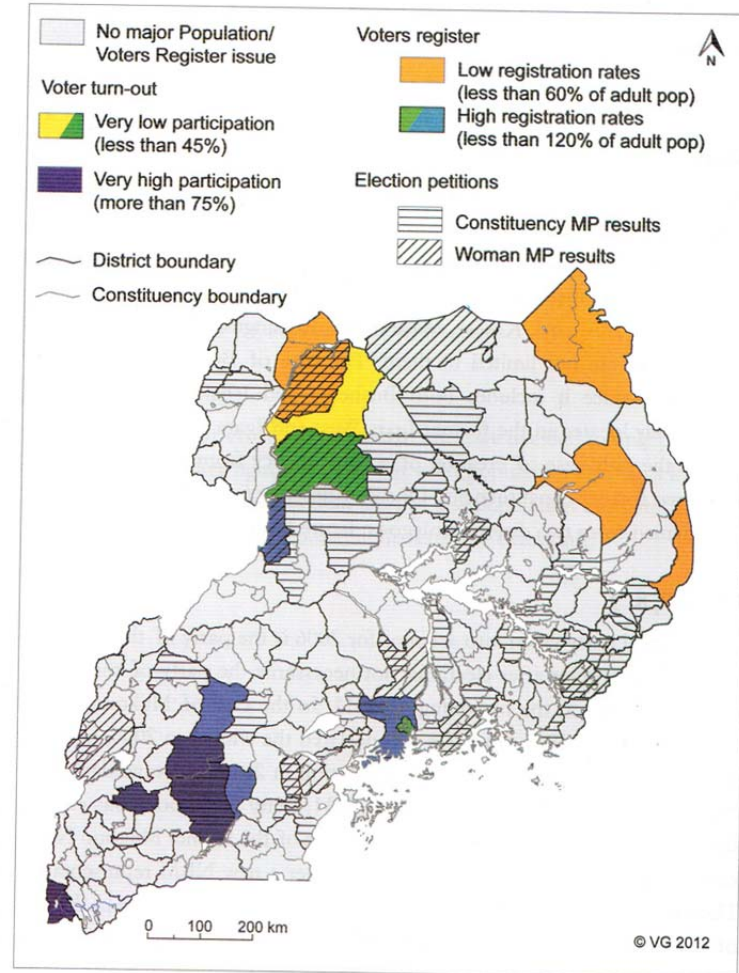 No major Population/
Voters Register issue
Voter turn-out
Very low participation
(less than 45%)
Very high participation
(more than 75%)
District boundary
Constituency boundary
Voters register
Low registration rates
(less than 60% of adult pop)
High registration rates
(less than 120% of adult pop)
Election petitions
Constituency MP results
Woman MP results
N
0 100 200 km
© VG 2012